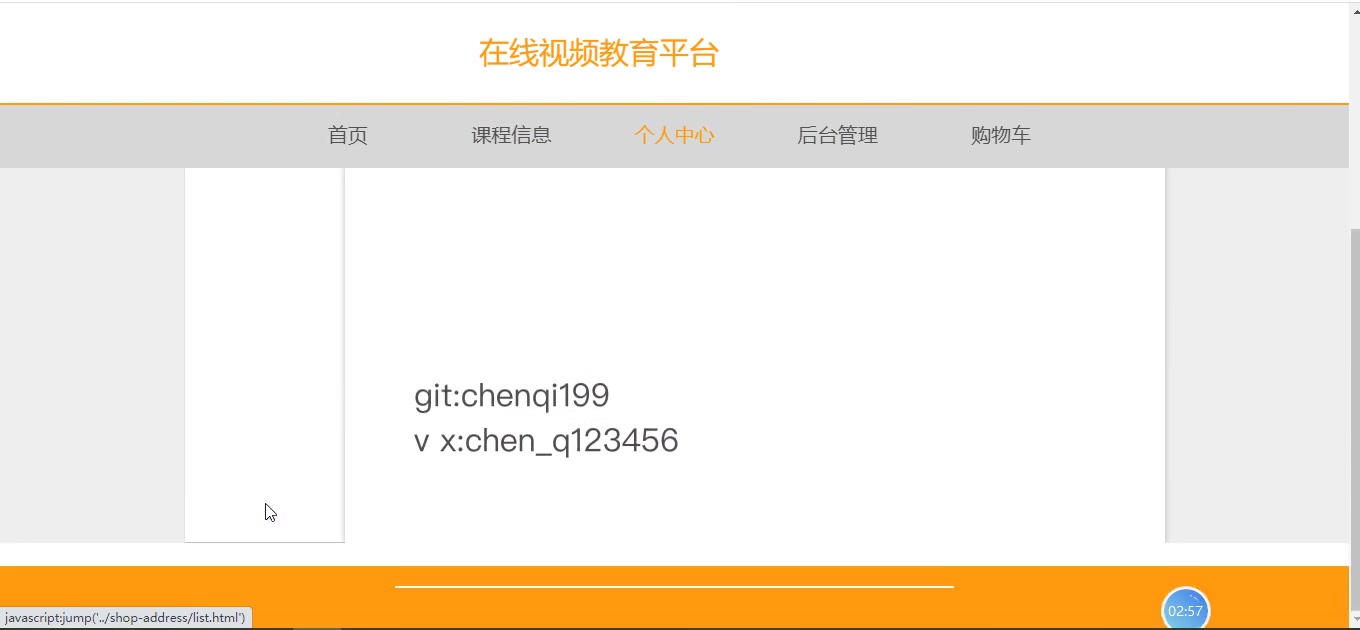 在线视频教育平台
首页 课程信息 个人中心 后台管理 购物车
git:chenqi199
v x:chen_q123456
02:57
javascript:jump('../shop-address/list.html')